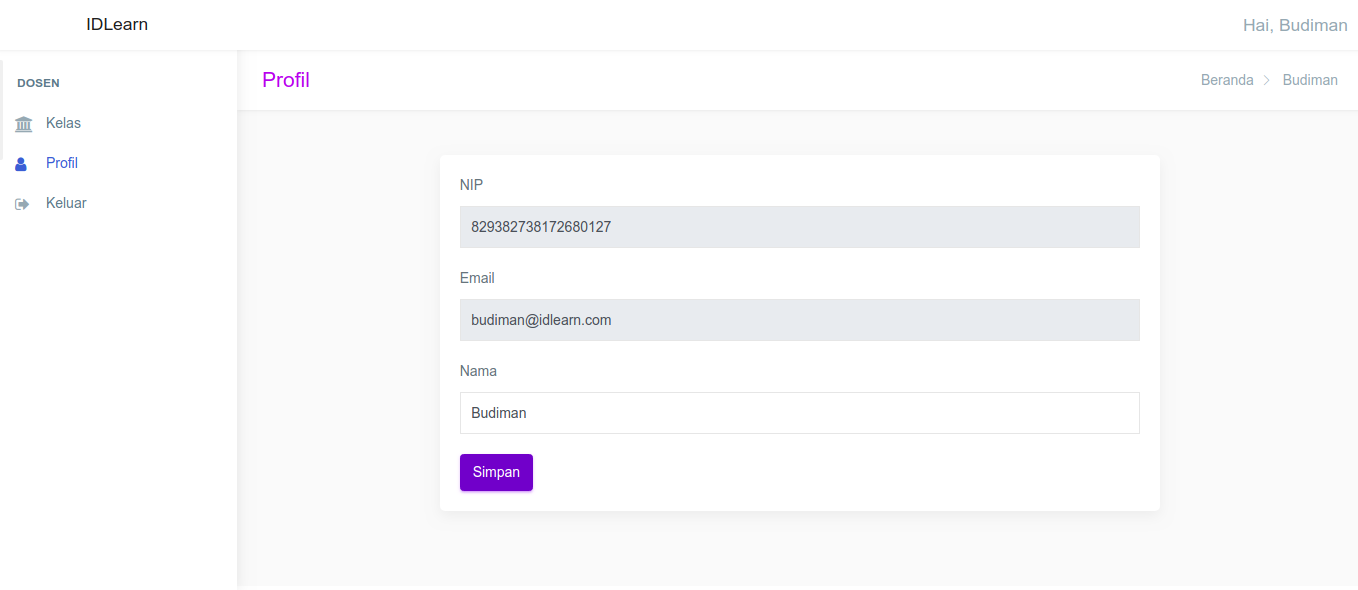 IDLearn
Hai, Budiman
DOSEN
Kelas
Profil
Keluar
Profil
Beranda > Budiman
NIP
829382738172680127
Email
budiman@idlearn.com
Nama
Budiman
Simpan